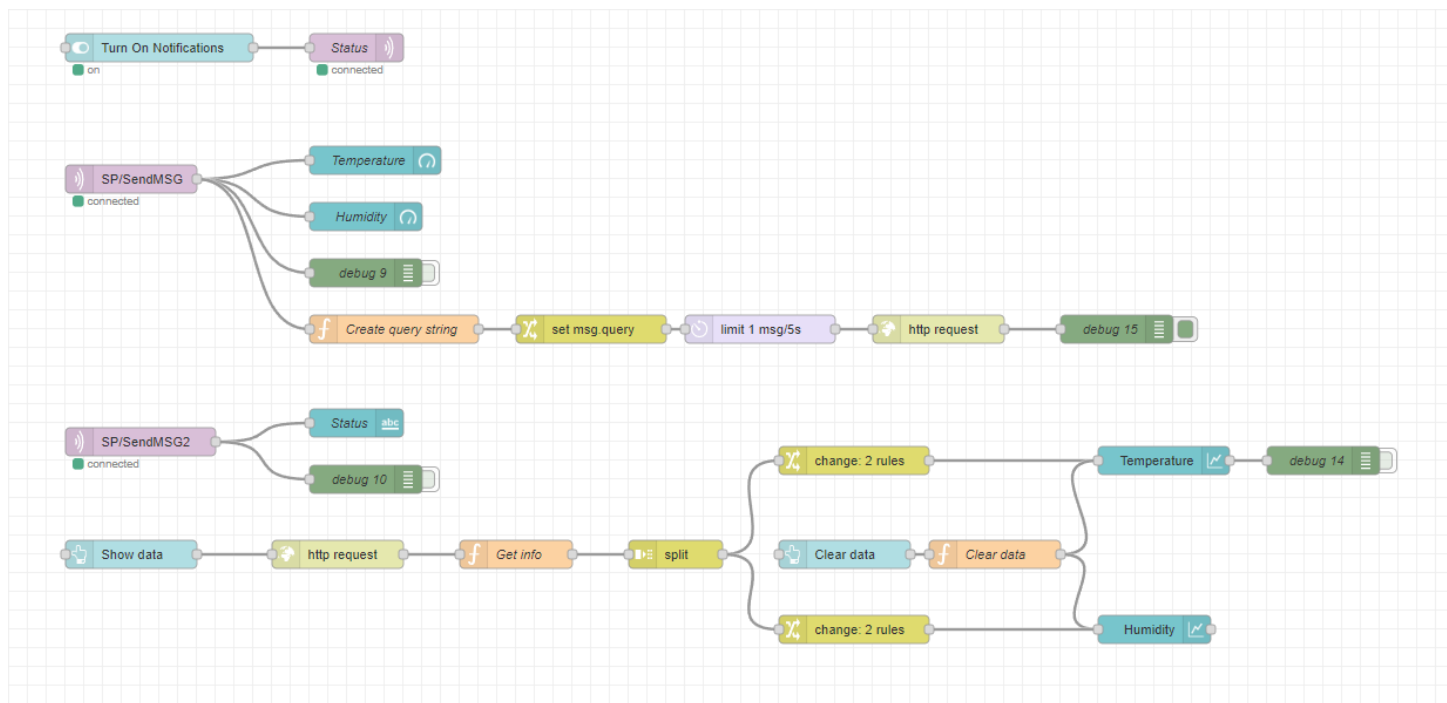 Turn On Notifications
Status
on
connected
Temperature
SP/SendMSG
connected
Humidity
debug 9
Create query string
set msg.query
limit 1 msg/5s
http request
debug 15
Status
abc
SP/SendMSG2
connected
debug 10
change: 2 rules
Temperature
debug 14
Show data
http request
Get info
split
Clear data
Clear data
change: 2 rules
Humidity